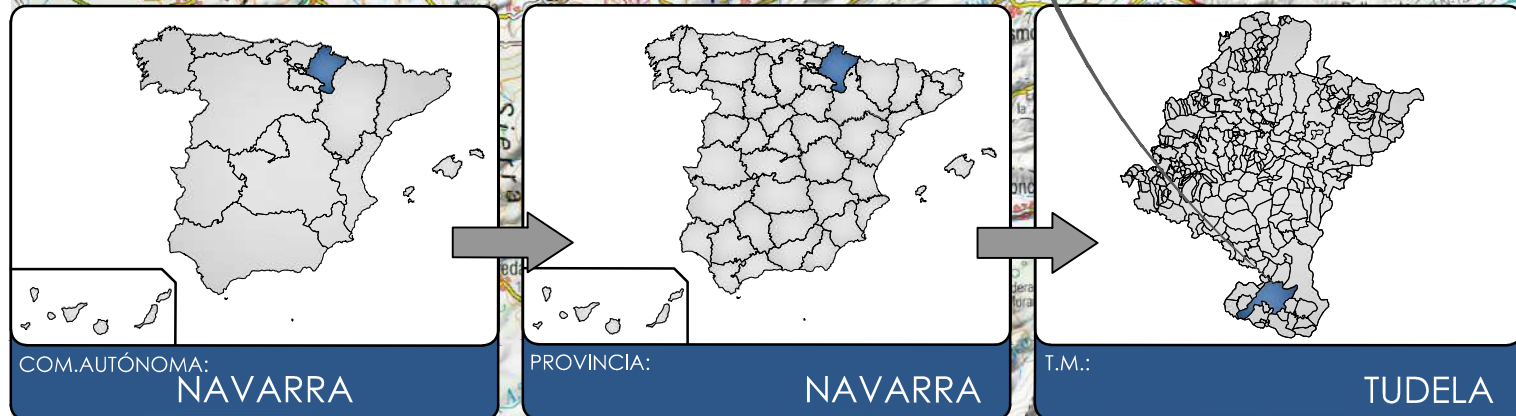 COM.AUTÓNOMA:
NAVARRA
PROVINCIA:
NAVARRA
T.M.:
TUDELA